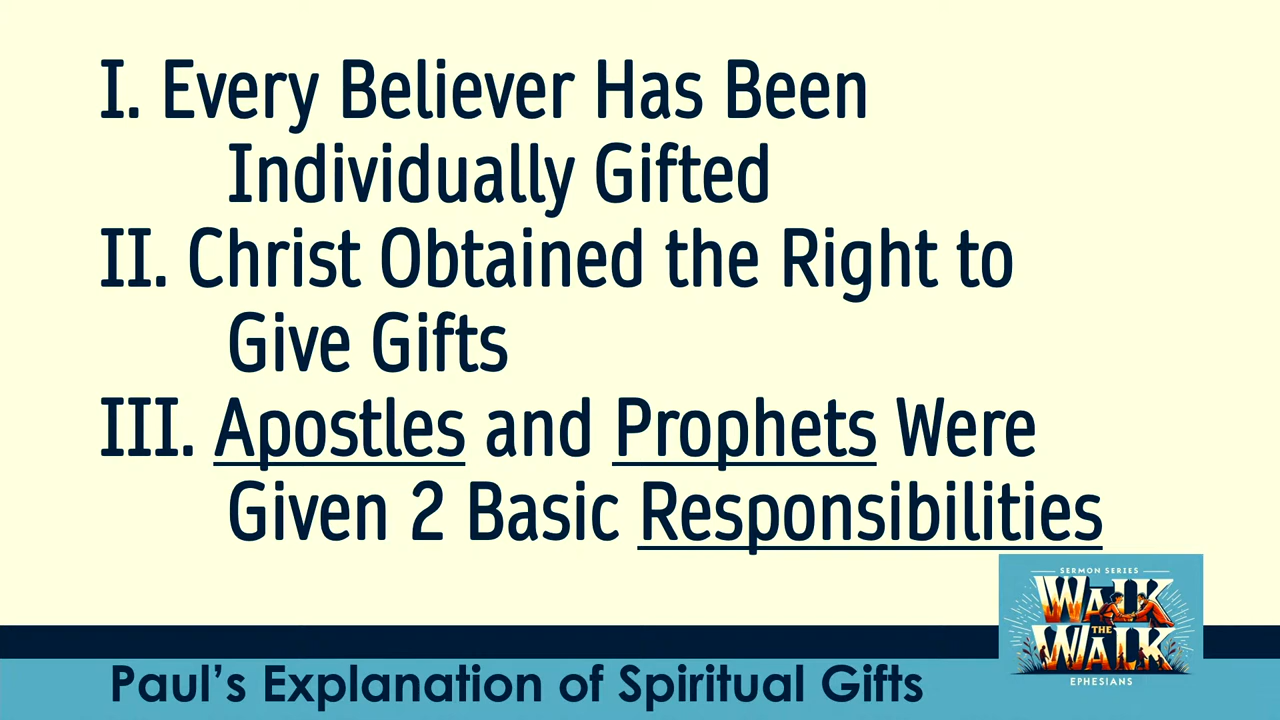 I. Every Believer Has Been
Individually Gifted
II. Christ Obtained the Right to
Give Gifts
III. Apostles and Prophets Were
Given 2 Basic Responsibilities
SERMON SERIES
WALK
THE
WALK
EPHESIANS
Paul’s Explanation of Spiritual Gifts